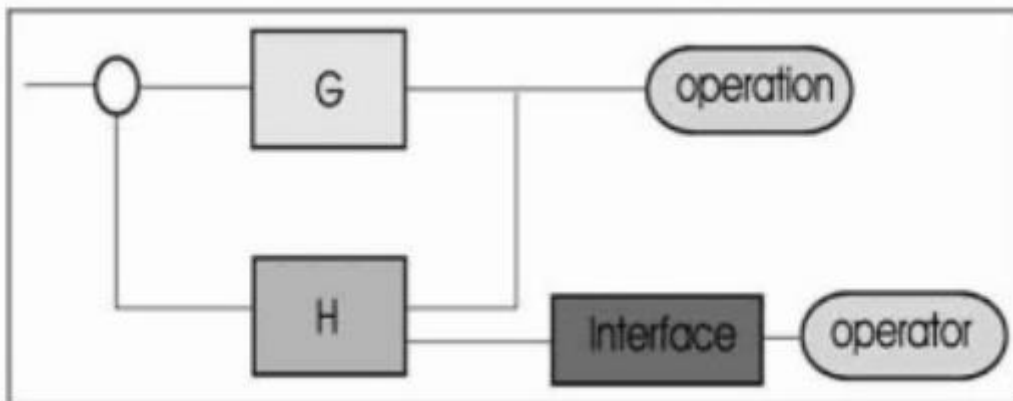 G
operation
H
Interface
operator